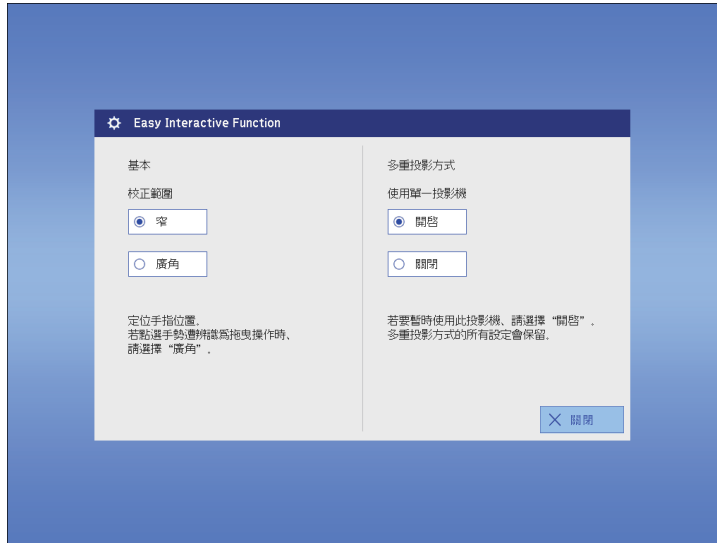 Easy Interactive Function
基本
校正範圍
窄
廣角
定位手指位置．
若點選手勢遭辨識爲拖曳操作時、
請選擇“廣角”．
多重投影方式
使用單一投影機
開啓
關閉
若要暫時使用此投影機、請選擇“開啓”．
多重投影方式的所有設定會保留．
關閉